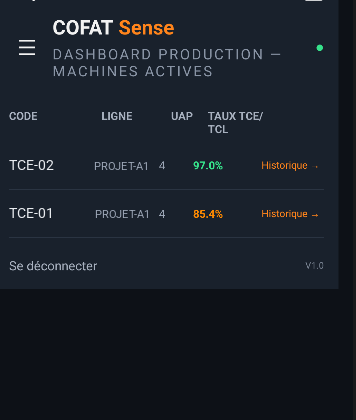 COFAT Sense
DASHBOARD PRODUCTION —
MACHINES ACTIVES
CODE LIGNE UAP TAUX TCE/
TCL
TCE-02 PROJET-A1 4 97.0% Historique →
TCE-01 PROJET-A1 4 85.4% Historique →
Se déconnecter V1.0